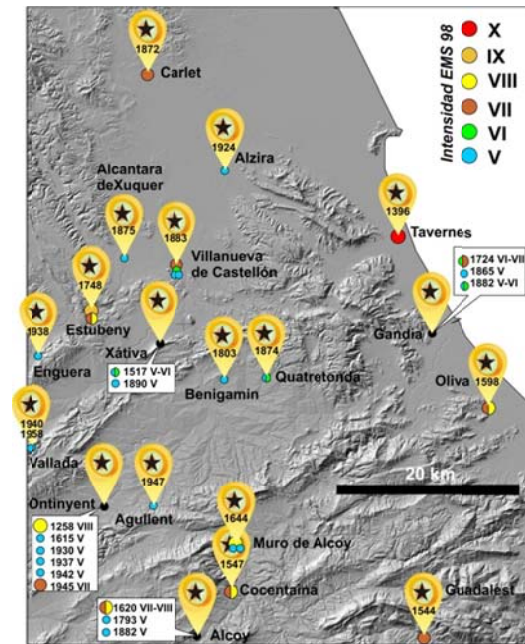 1872
Carlet
Intensidad EMS 98
X
IX
VIII
VII
VI
V
1924
Alzira
Alcantara
deXuquer
1875
1883
Villanueva
de Castellón
1396
Tavernes
1748
Estubeny
1724 VI-VII
1865 V
1882 V-VI
Gandía
1938
Enguera
Xátiva
1517 V-VI
1890 V
1803
Benigamin
1874
Quatretonda
Oliva
1598
1940
1958
Vallada
20 km
Ontinyent
1947
Agullent
1258 VIII
1615 V
1930 V
1937 V
1942 V
1945 VII
1644
Muro de Alcoy
1547
Cocentaina
1620 VII-VIII
1793 V
1882 V
Alcoy
Guadalest
1544